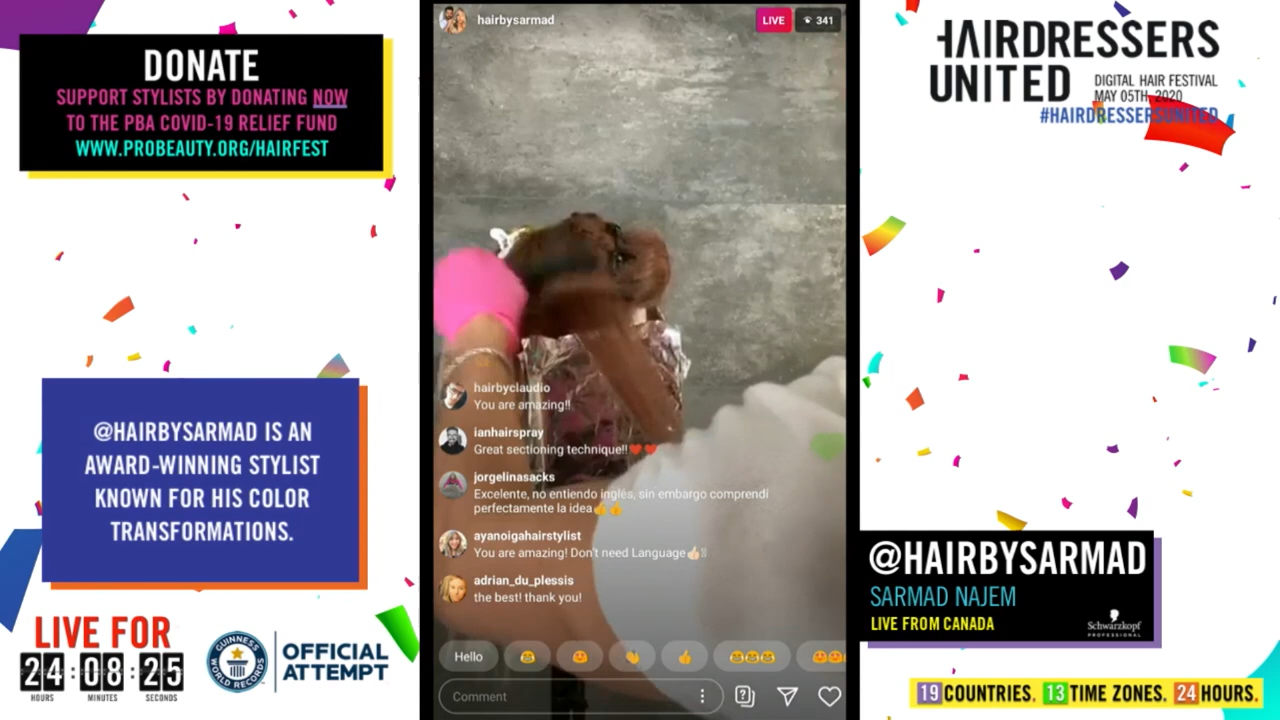 DONATE
SUPPORT STYLISTS BY DONATING NOW
TO THE PBA COVID-19 RELIEF FUND
WWW.PROBEAUTY.ORG/HAIRFEST
@HAIRBYSARMAD IS AN
AWARD-WINNING STYLIST
KNOWN FOR HIS COLOR
TRANSFORMATIONS.
LIVE FOR
24:08:25
HOURS MINUTES SECONDS
GUINNESS WORLD RECORDS
OFFICIAL
ATTEMPT
hairbysarmad
LIVE
341
hairbyclaudio
You are amazing!!
ianhairspray
Great sectioning technique!!❤️❤️
jorgelinasacks
Excelente, no entiendo inglés, sin embargo comprendí
perfectamente la idea👍👍
ayanoigahairstylist
You are amazing! Don't need Language👍🏻
adrian_du_plessis
the best! thank you!
Hello
Comment
HAIRDRESSERS
UNITED
DIGITAL HAIR FESTIVAL
MAY 05TH, 2020
#HAIRDRESSERSUNITED
@HAIRBYSARMAD
SARMAD NAJEM
LIVE FROM CANADA
Schwarzkopf
PROFESSIONAL
19 COUNTRIES. 13 TIME ZONES. 24 HOURS.